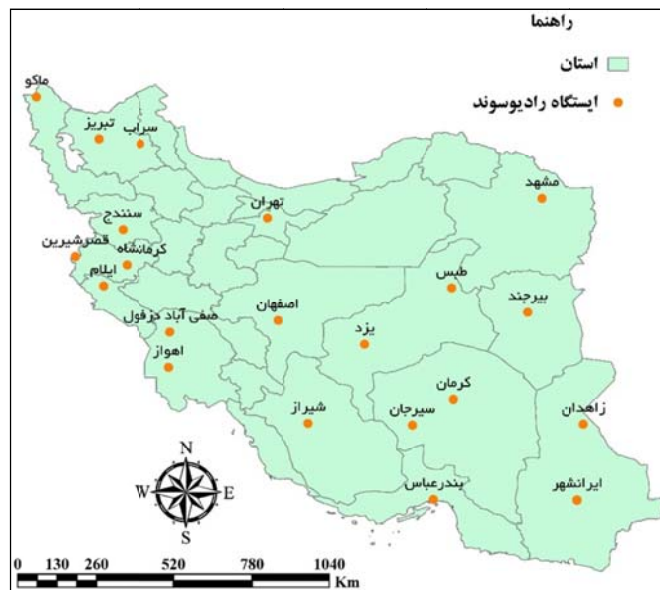 راهنما
استان
ایستگاه رادیوسوند
ماکو
تبریز
سراب
مشهد
تهران
سنندج
قصرشیرین
کرمانشاه
ایلام
طبس
بیرجند
اصفهان
صفی آباد دزفول
یزد
اهواز
کرمان
شیراز
سیرجان
زاهدان
بندرعباس
ایرانشهر
N
W E
S
0 130 260 520 780 1040
Km